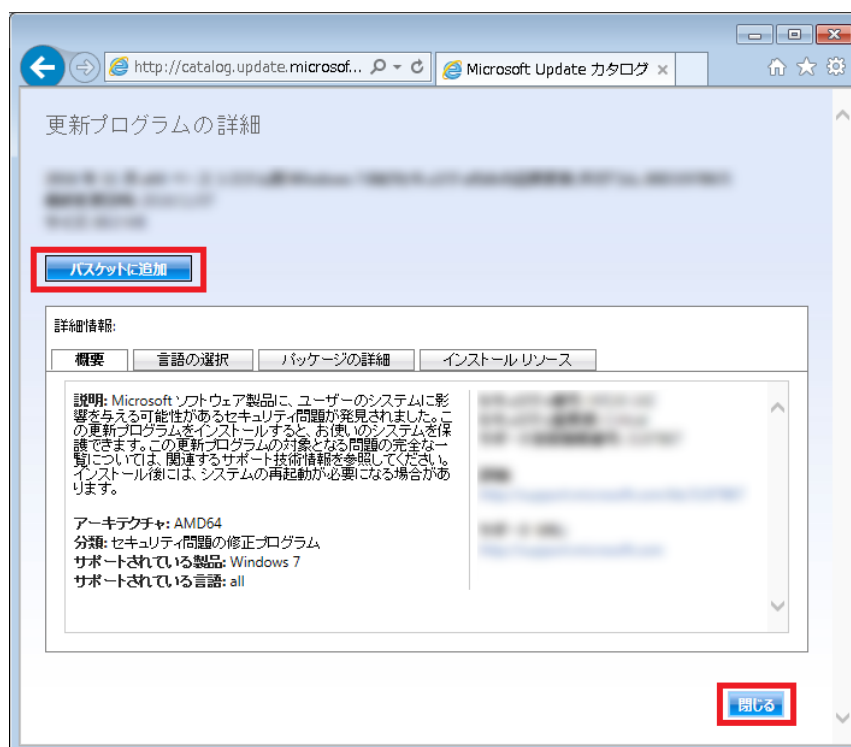 http://catalog.update.microsof...
Microsoft Update カタログ
更新プログラムの詳細
バスケットに追加
詳細情報:
概要
言語の選択
パッケージの詳細
インストール リソース
説明: Microsoft ソフトウェア製品に、ユーザーのシステムに影
響を与える可能性があるセキュリティ問題が発見されました。こ
の更新プログラムをインストールすると、お使いのシステムを保
護できます。この更新プログラムの対象となる問題の完全な一
覧については、関連するサポート技術情報を参照してください。
インストール後には、システムの再起動が必要になる場合があ
ります。
アーキテクチャ: AMD64
分類: セキュリティ問題の修正プログラム
サポートされている製品: Windows 7
サポートされている言語: all
閉じる